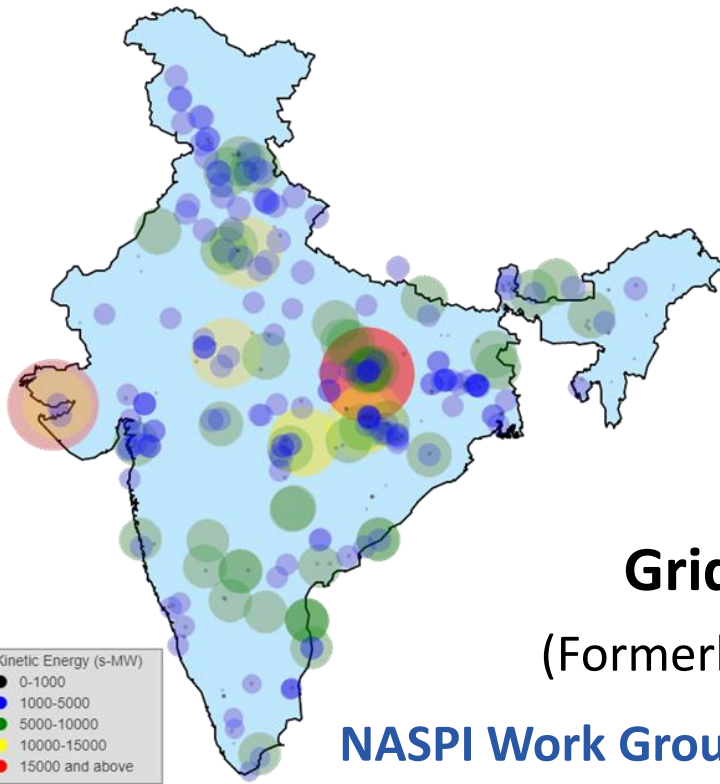 Grid
(Formerl
NASPI Work Grou
Kinetic Energy (s-MW)
0-1000
1000-5000
5000-10000
10000-15000
15000 and above